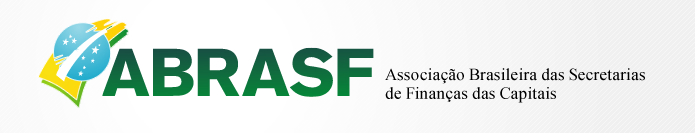 ABRASF
Associação Brasileira das Secretarias
de Finanças das Capitais